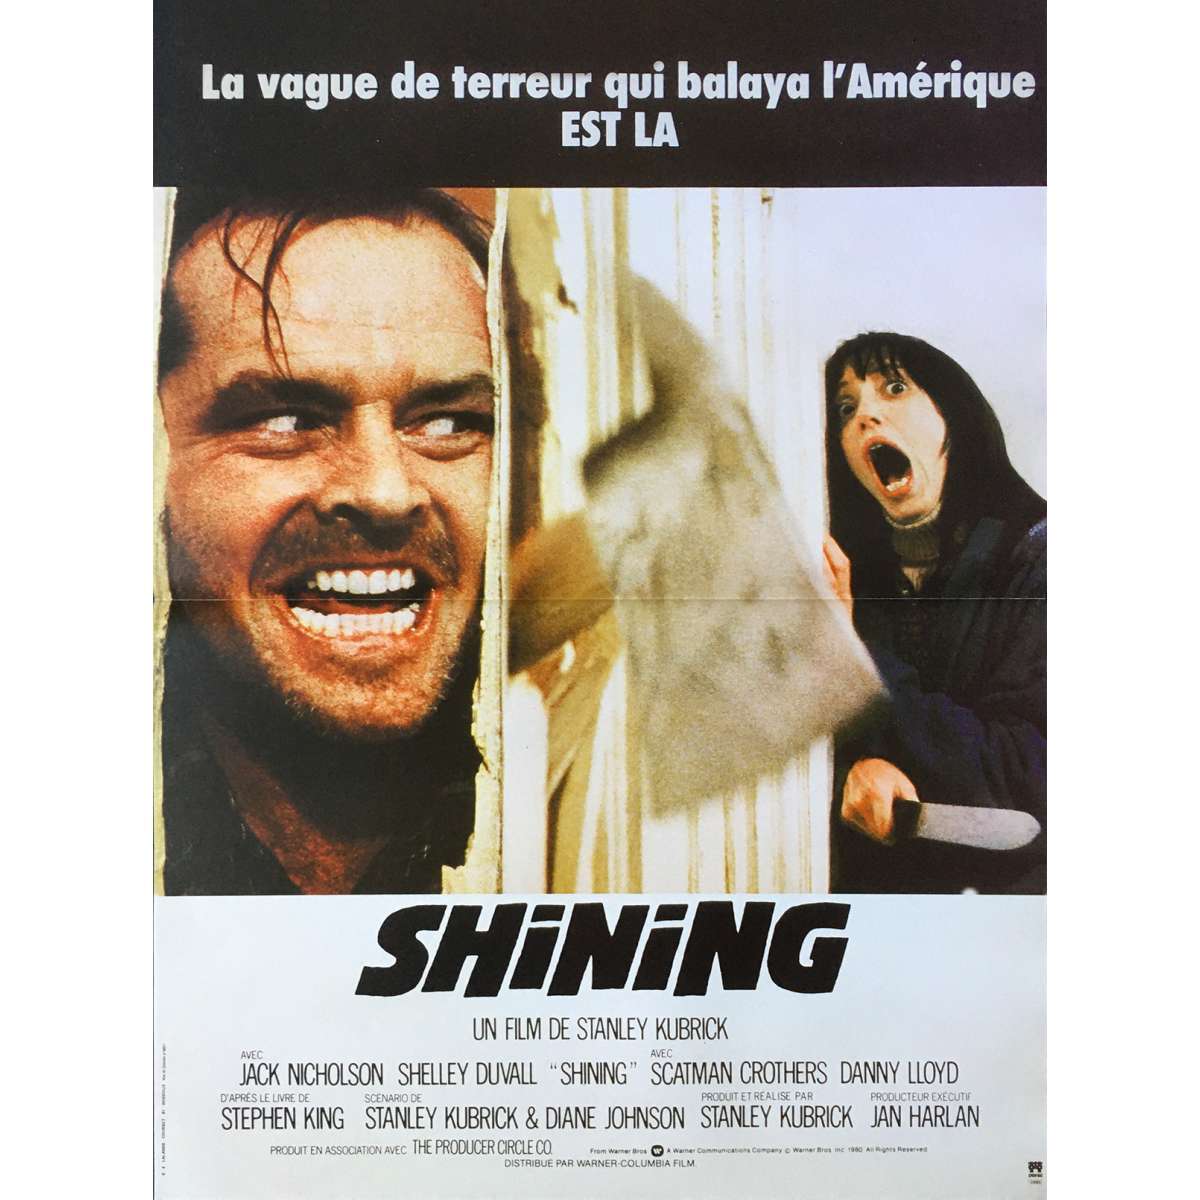 La vague de terreur qui balaya l'Amérique
EST LA
SHiNiNG
UN FILM DE STANLEY KUBRICK
AVEC AVEC
JACK NICHOLSON SHELLEY DUVALL "SHINING" SCATMAN CROTHERS DANNY LLOYD
D'APRÈS LE LIVRE DE SCÉNARIO DE PRODUIT ET REALISE PAR PRODUCTEUR EXÉCUTIF
STEPHEN KING STANLEY KUBRICK & DIANE JOHNSON STANLEY KUBRICK JAN HARLAN
PRODUIT EN ASSOCIATION AVEC THE PRODUCER CIRCLE CO.
From Warner Bros A Warner Communications Company © Warner Bros Inc 1980 All Rights Reserved
DISTRIBUÉ PAR WARNER-COLUMBIA FILM.